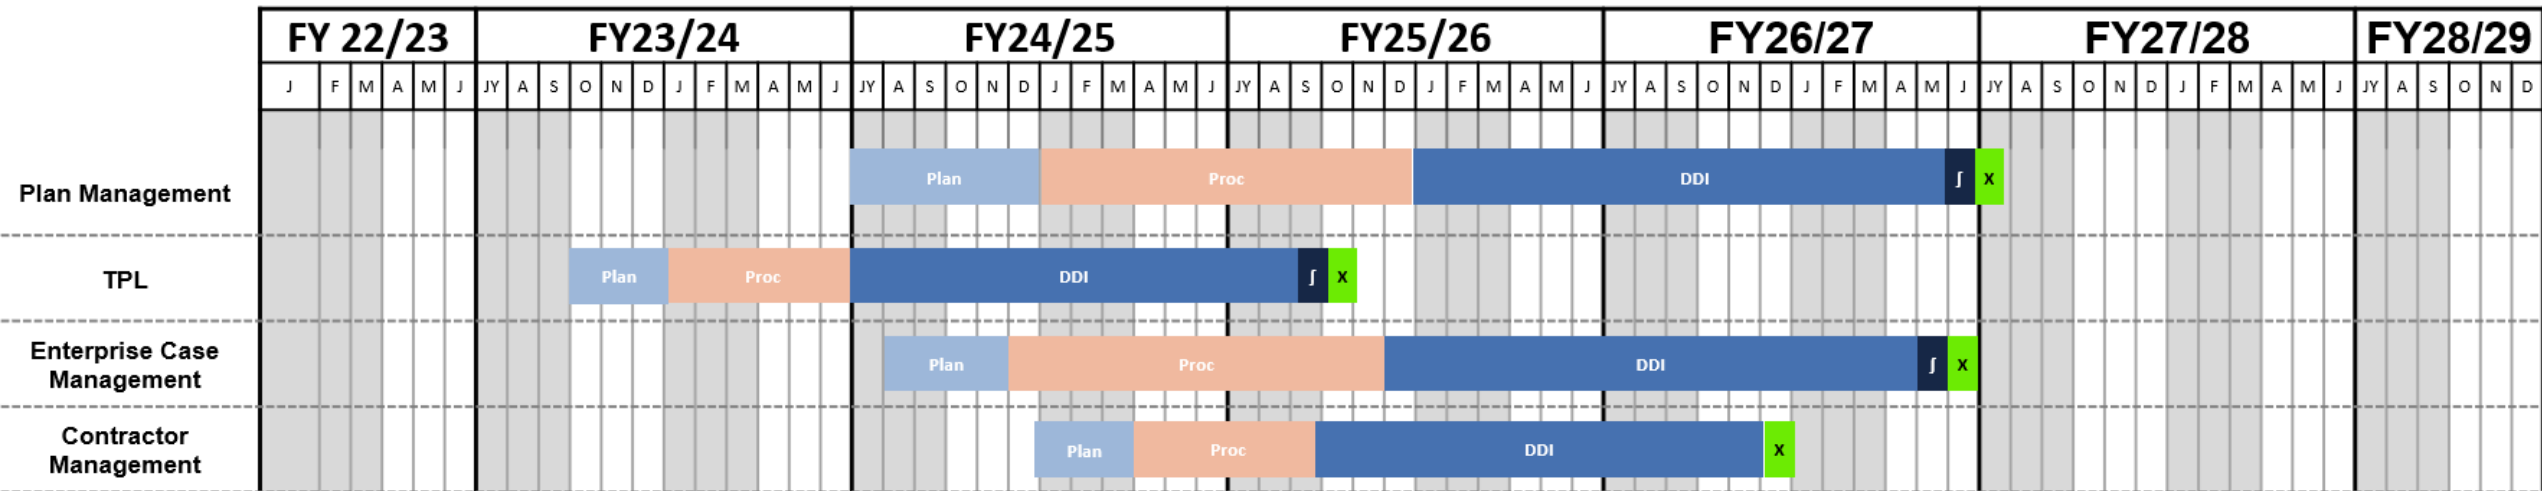 FY 22/23 FY23/24 FY24/25 FY25/26 FY26/27 FY27/28 FY28/29
J F M A M J JY A S O N D J F M A M J JY A S O N D J F M A M J JY A S O N D J F M A M J JY A S O N D J F M A M J JY A S O N D J F M A M J JY A S O N D
Plan Management Plan Proc DDI ʃ X
TPL Plan Proc DDI ʃ X
Enterprise Case
Management Plan Proc DDI ʃ X
Contractor
Management Plan Proc DDI X